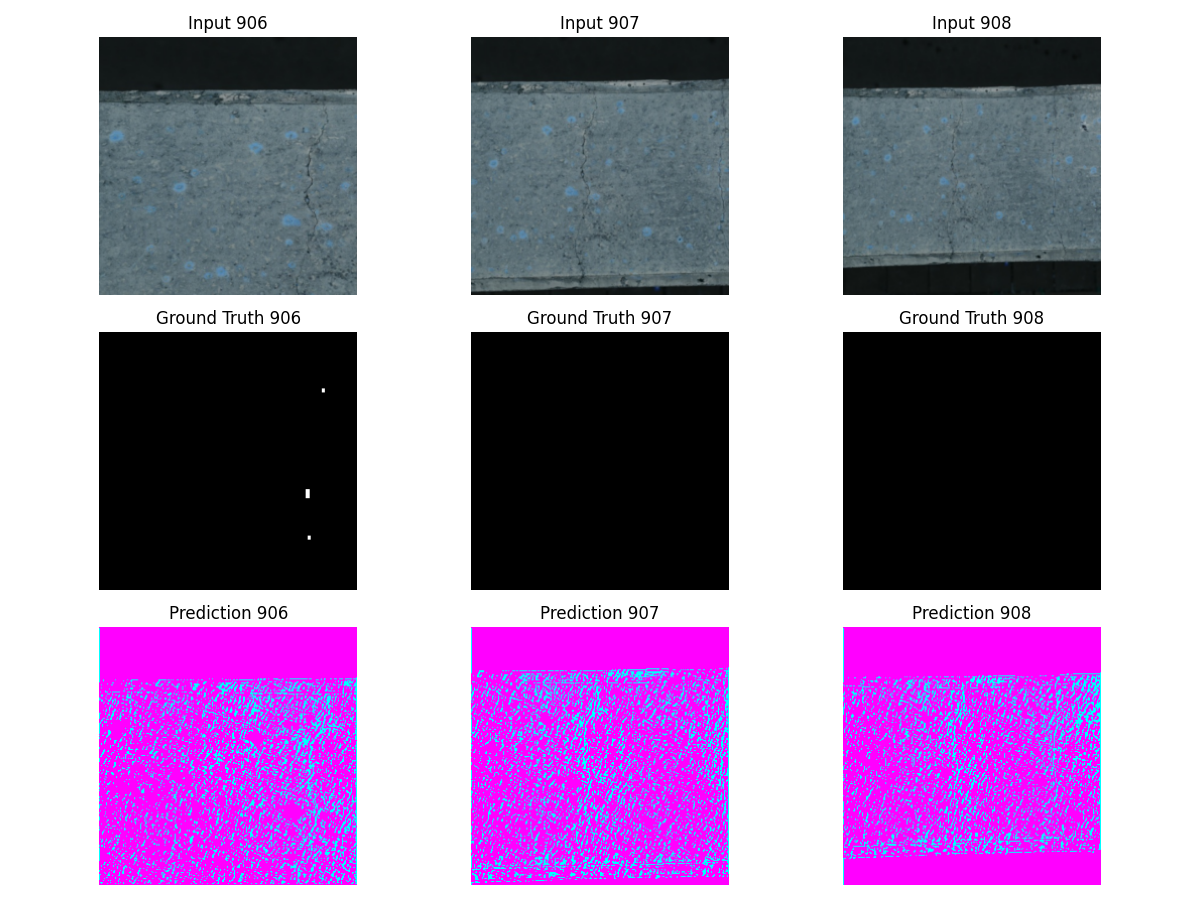 Input 906
Input 907
Input 908
Ground Truth 906
Ground Truth 907
Ground Truth 908
Prediction 906
Prediction 907
Prediction 908